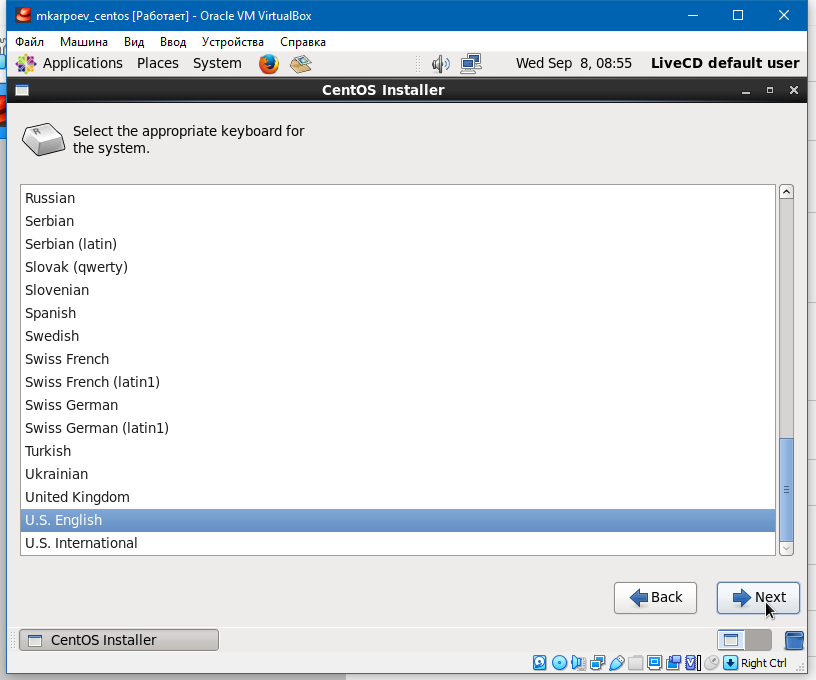 mkarpoev_centos [Работает] - Oracle VM VirtualBox
Файл Машина Вид Ввод Устройства Справка
Applications Places System Wed Sep 8, 08:55 LiveCD default user
CentOS Installer
Select the appropriate keyboard for
the system.
Russian
Serbian
Serbian (latin)
Slovak (qwerty)
Slovenian
Spanish
Swedish
Swiss French
Swiss French (latin1)
Swiss German
Swiss German (latin1)
Turkish
Ukrainian
United Kingdom
U.S. English
U.S. International
Back Next
CentOS Installer
Right Ctrl